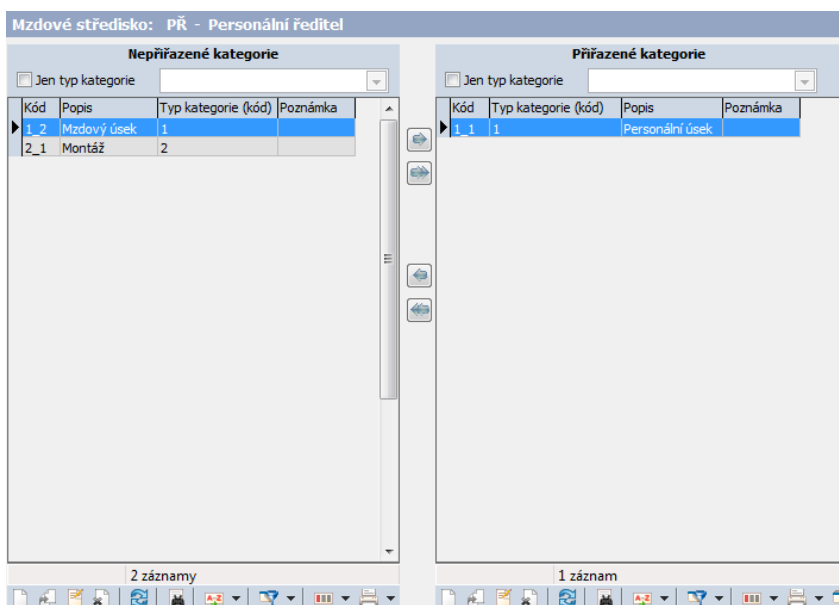 Mzdové středisko: PŘ - Personální ředitel
Nepřiřazené kategorie
Jen typ kategorie
Kód Popis Typ kategorie (kód) Poznámka
1_2 Mzdový úsek 1
2_1 Montáž 2
2 záznamy
Přiřazené kategorie
Jen typ kategorie
Kód Typ kategorie (kód) Popis Poznámka
1_1 1 Personální úsek
1 záznam